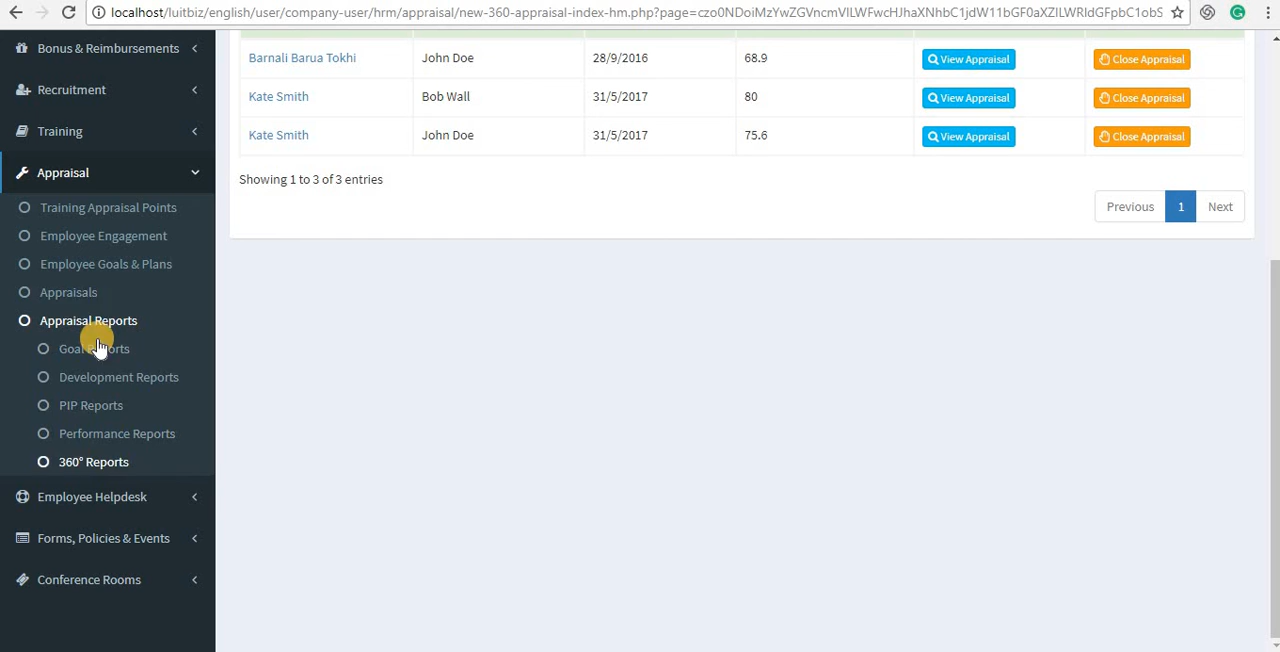 localhost/luitbiz/english/user/company-user/hrm/appraisal/new-360-appraisal-index-hm.php?page=
Bonus & Reimbursements
Recruitment
Training
Appraisal
Training Appraisal Points
Employee Engagement
Employee Goals & Plans
Appraisals
Appraisal Reports
Goal Reports
Development Reports
PIP Reports
Performance Reports
360° Reports
Employee Helpdesk
Forms, Policies & Events
Conference Rooms
Barnali Barua Tokhi John Doe 28/9/2016 68.9 View Appraisal Close Appraisal
Kate Smith Bob Wall 31/5/2017 80 View Appraisal Close Appraisal
Kate Smith John Doe 31/5/2017 75.6 View Appraisal Close Appraisal
Showing 1 to 3 of 3 entries
Previous 1 Next